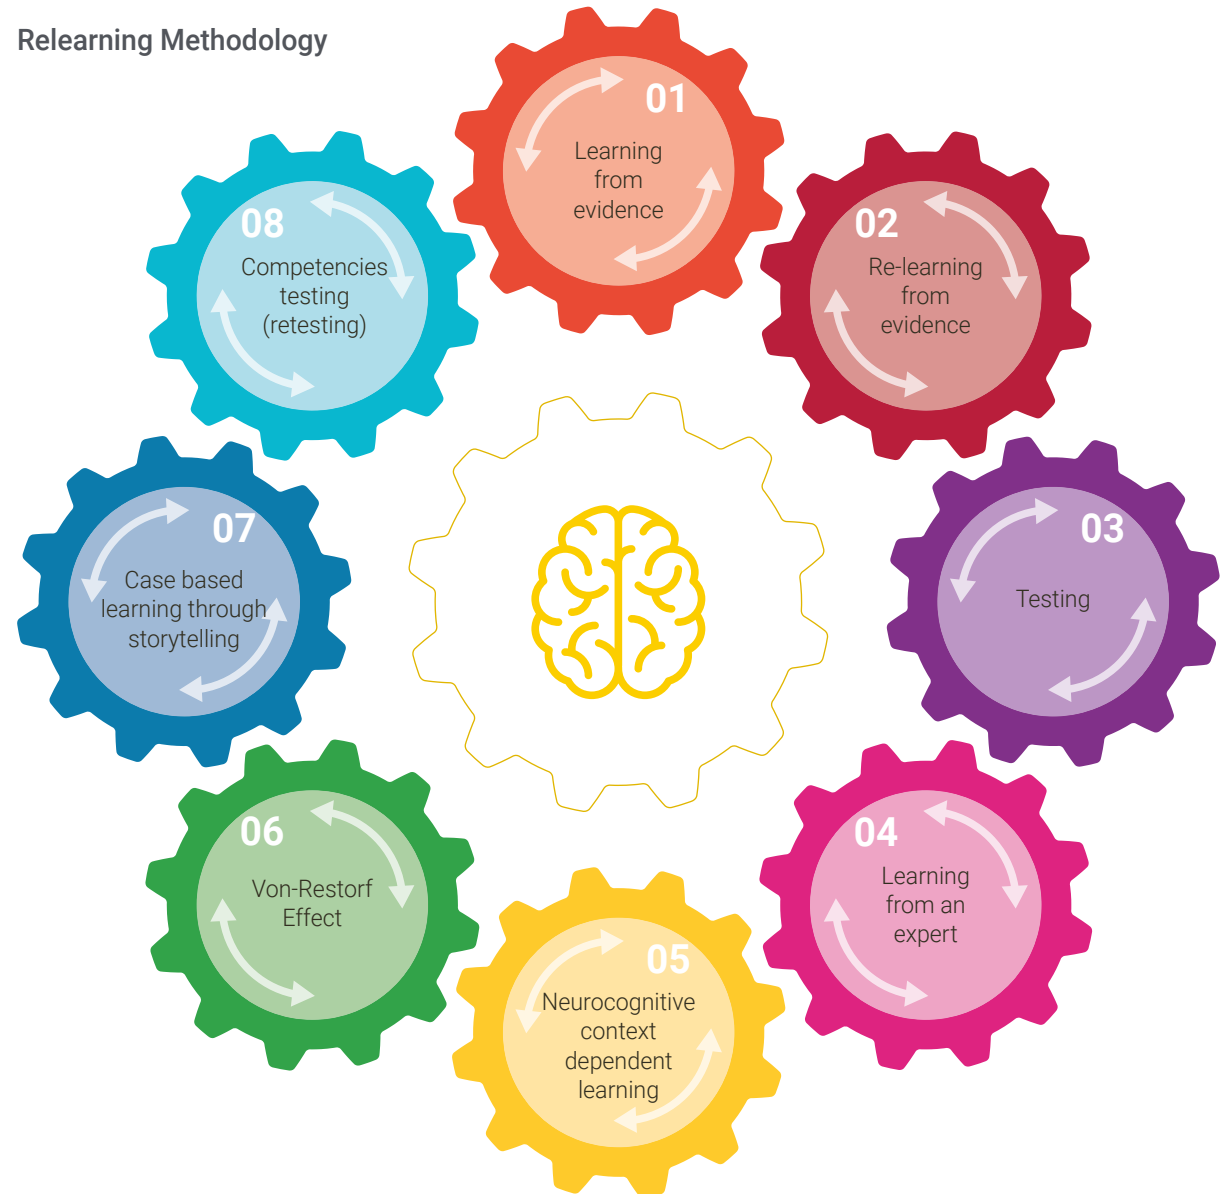 Relearning Methodology
01
Learning
from
evidence
02
Re-learning
from
evidence
03
Testing
04
Learning
from an
expert
05
Neurocognitive
context
dependent
learning
06
Von-Restorf
Effect
07
Case based
learning through
storytelling
08
Competencies
testing
(retesting)